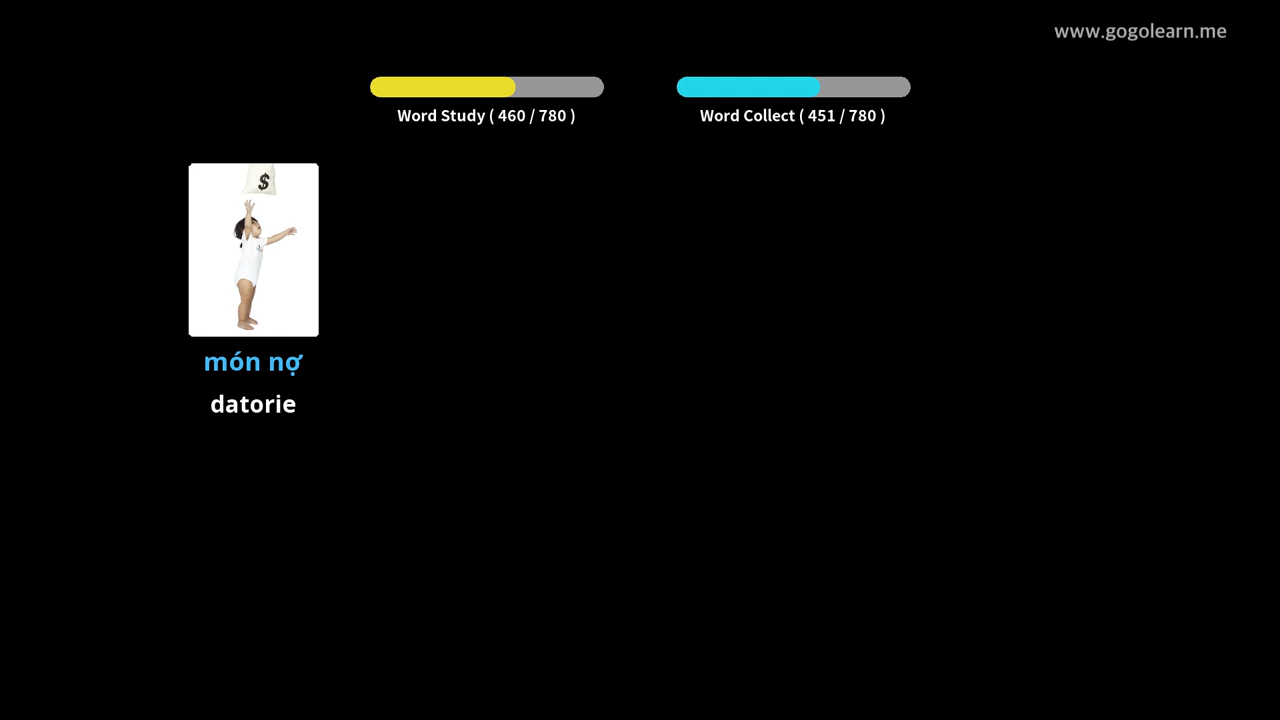 www.gogolearn.me
Word Study ( 460 / 780 )
Word Collect ( 451 / 780 )
$
món nợ
datorie